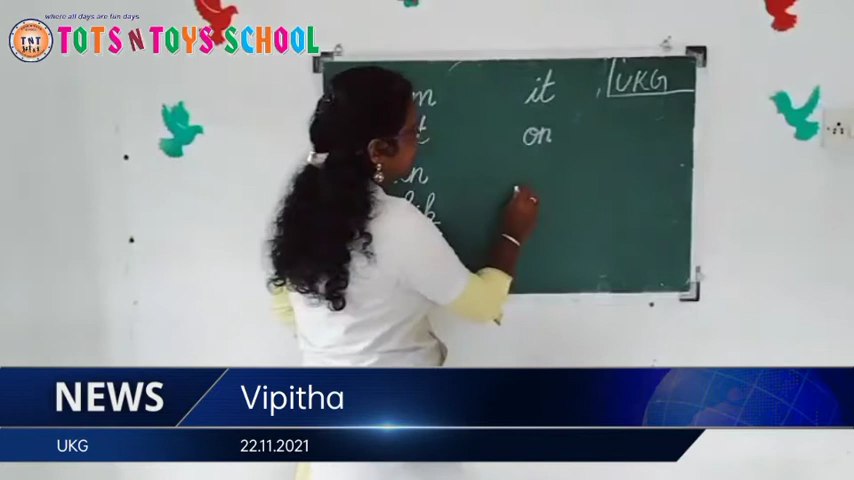 where all days are fun days
TNT
TOTS N TOYS SCHOOL
it
UKG
on
NEWS
Vipitha
UKG
22.11.2021